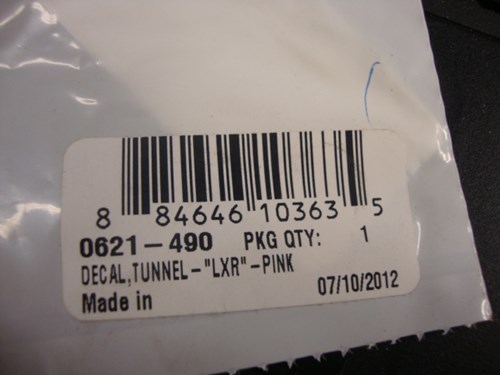 8 84646 10363 5
0621-490 PKG QTY: 1
DECAL,TUNNEL-"LXR"-PINK
Made in 07/10/2012